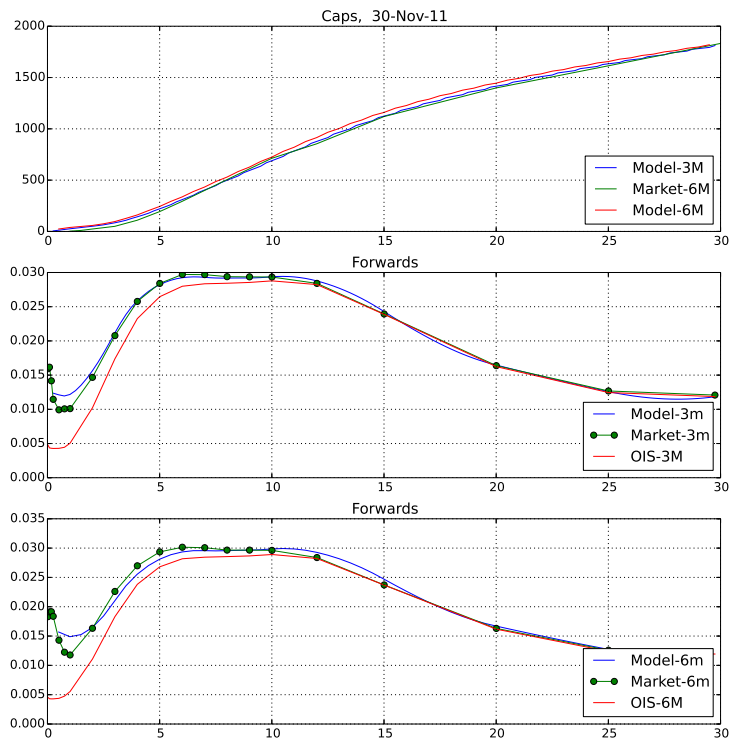 Caps,  30-Nov-11
2000
1500
1000
500
0
Model-3M
Market-6M
Model-6M
0 5 10 15 20 25 30
Forwards
0.030
0.025
0.020
0.015
0.010
0.005
0.000
Model-3m
Market-3m
OIS-3M
0 5 10 15 20 25 30
Forwards
0.035
0.030
0.025
0.020
0.015
0.010
0.005
0.000
Model-6m
Market-6m
OIS-6M
0 5 10 15 20 25 30